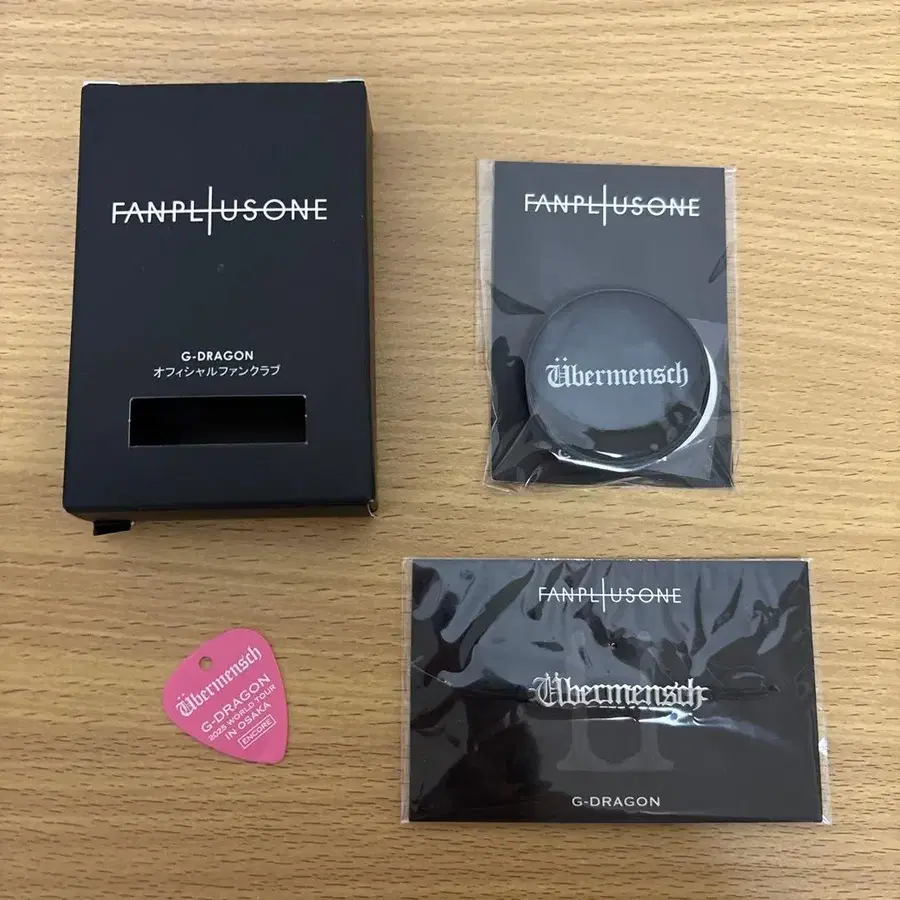 FANPLUSONE
G-DRAGON
オフィシャルファンクラブ
FANPLUSONE
Übermensch
FANPLUSONE
Übermensch
G-DRAGON
Übermensch
G-DRAGON
2025 WORLD TOUR
IN OSAKA
ENCORE